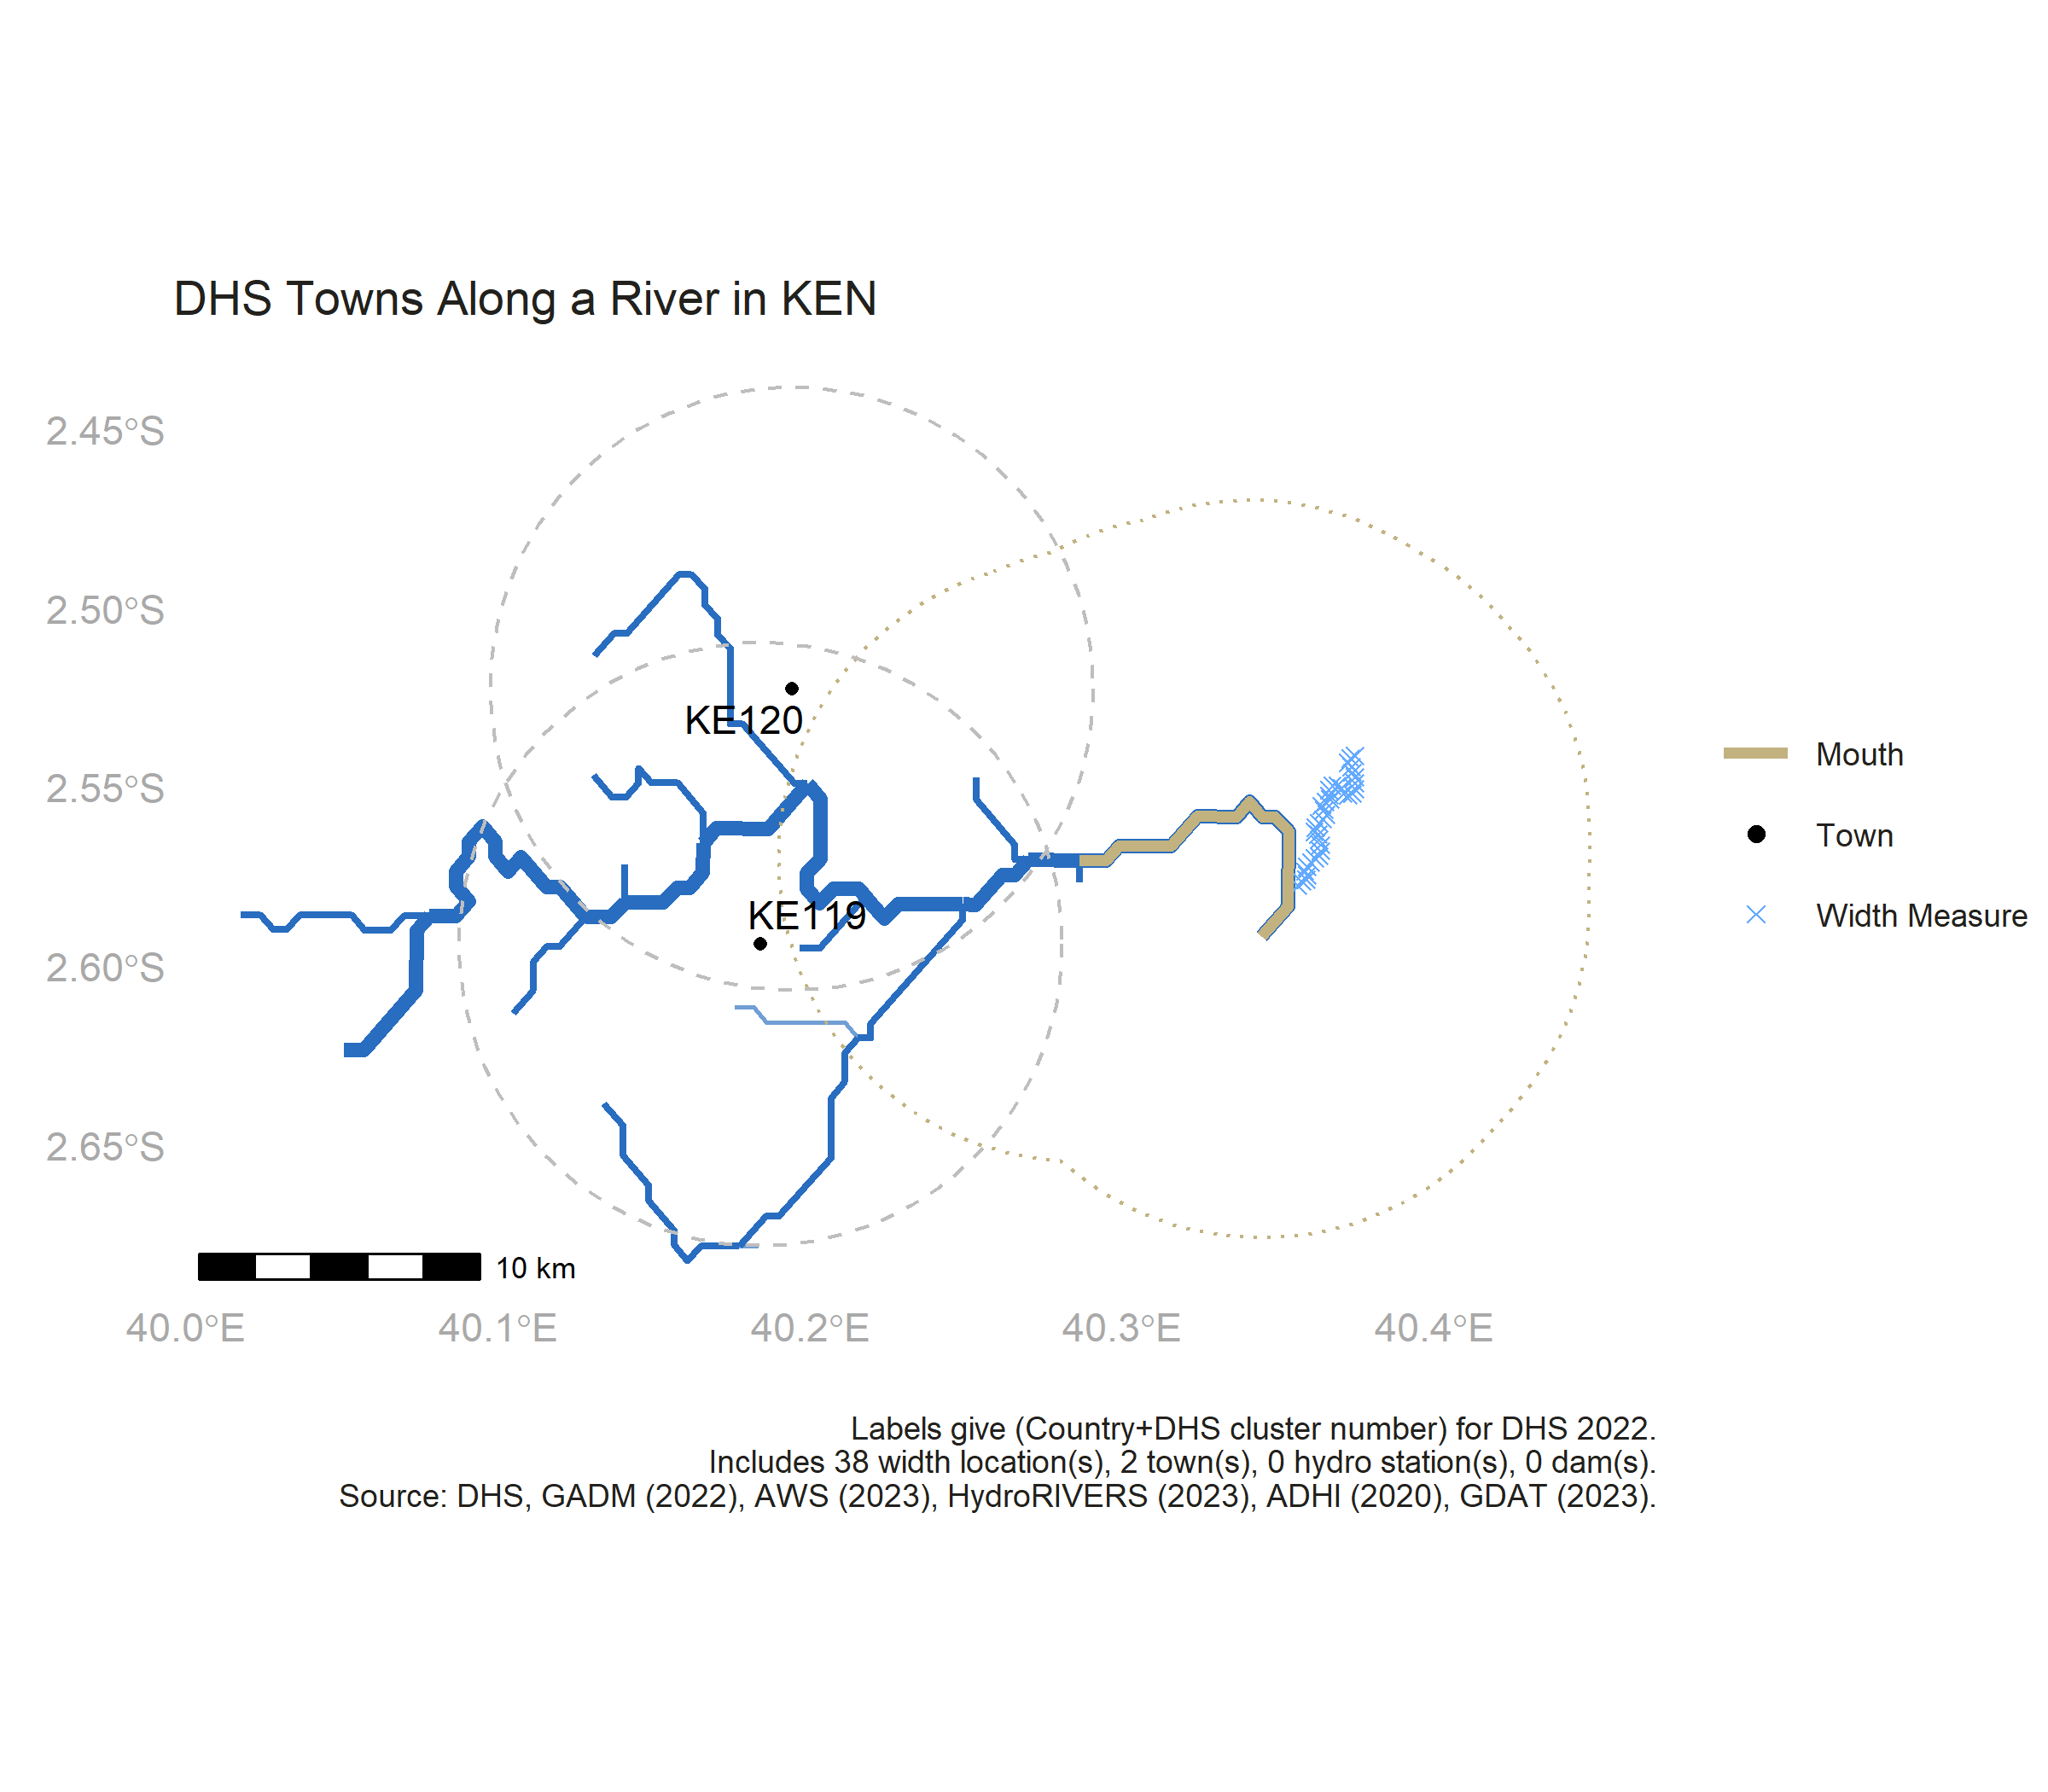 DHS Towns Along a River in KEN
2.45°S
2.50°S
2.55°S
2.60°S
2.65°S
KE120
KE119
Mouth
Town
Width Measure
10 km
40.0°E 40.1°E 40.2°E 40.3°E 40.4°E
Labels give (Country+DHS cluster number) for DHS 2022.
Includes 38 width location(s), 2 town(s), 0 hydro station(s), 0 dam(s).
Source: DHS, GADM (2022), AWS (2023), HydroRIVERS (2023), ADHI (2020), GDAT (2023).